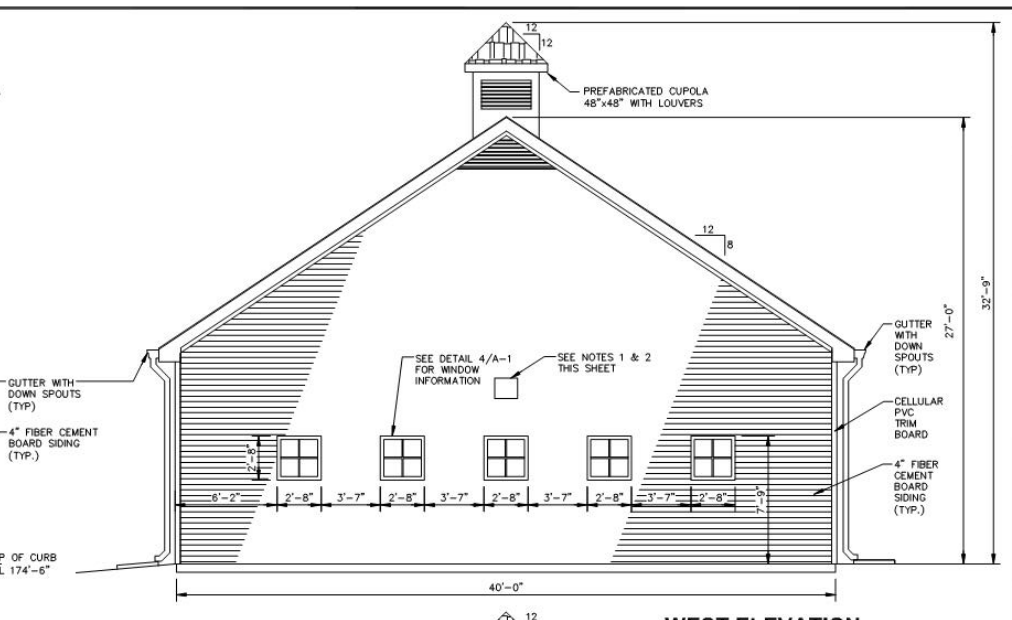 12
12
PREFABRICATED CUPOLA
48"x48" WITH LOUVERS
12
8
32'-9"
27'-0"
GUTTER
WITH
DOWN
SPOUTS
(TYP)
SEE DETAIL 4/A-1
FOR WINDOW
INFORMATION
SEE NOTES 1 & 2
THIS SHEET
GUTTER WITH
DOWN SPOUTS
(TYP)
CELLULAR
PVC
TRIM
BOARD
4" FIBER CEMENT
BOARD SIDING
(TYP.)
2'-8"
4" FIBER
CEMENT
BOARD
SIDING
(TYP.)
6'-2" 2'-8" 3'-7" 2'-8" 3'-7" 2'-8" 3'-7" 2'-8" 3'-7" 2'-8"
7'-9"
P OF CURB
L 174'-6"
40'-0"
12
WEST ELEVATION